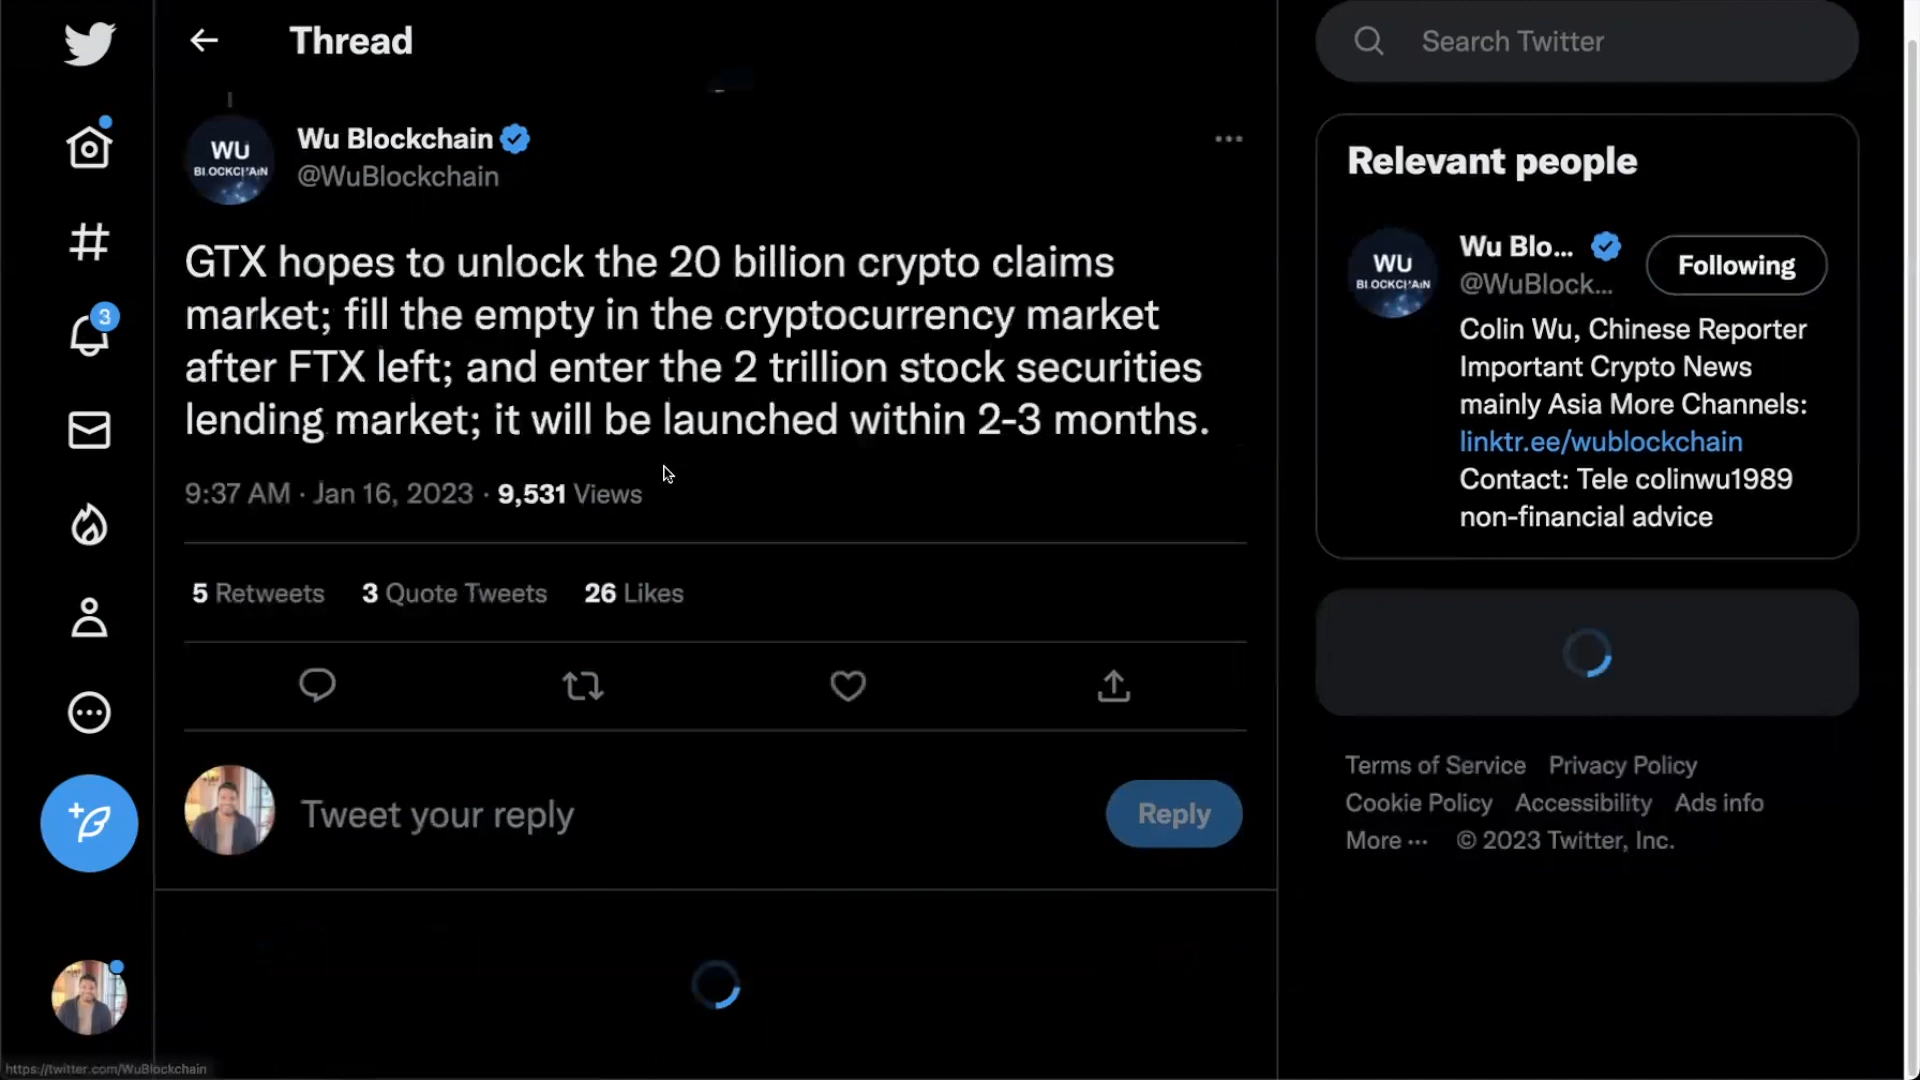 Thread
Search Twitter
WU
BLOCKCHAIN
Wu Blockchain
@WuBlockchain
GTX hopes to unlock the 20 billion crypto claims
market; fill the empty in the cryptocurrency market
after FTX left; and enter the 2 trillion stock securities
lending market; it will be launched within 2-3 months.
9:37 AM · Jan 16, 2023 · 9,531 Views
5 Retweets 3 Quote Tweets 26 Likes
Tweet your reply
Reply
3
Relevant people
WU
BLOCKCHAIN
Wu Blo...
@WuBlock...
Following
Colin Wu, Chinese Reporter
Important Crypto News
mainly Asia More Channels:
linktr.ee/wublockchain
Contact: Tele colinwu1989
non-financial advice
Terms of Service Privacy Policy
Cookie Policy Accessibility Ads info
More ··· © 2023 Twitter, Inc.
https://twitter.com/WuBlockchain